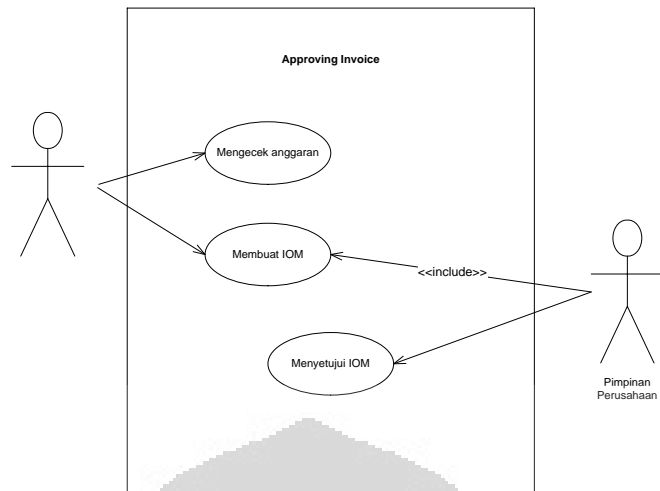 Approving Invoice
Mengecek anggaran
Membuat IOM
<<include>>
Menyetujui IOM
Pimpinan
Perusahaan